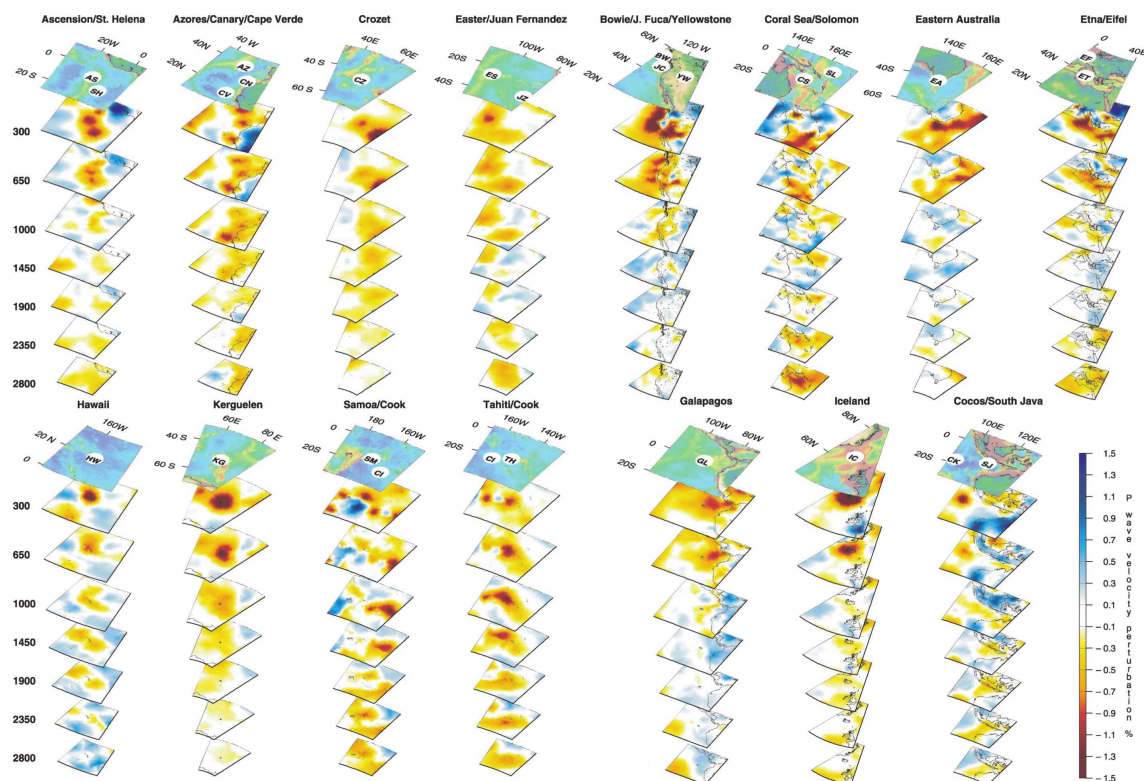 Ascension/St. Helena
Azores/Canary/Cape Verde
Crozet
Easter/Juan Fernandez
Bowie/J. Fuca/Yellowstone
Coral Sea/Solomon
Eastern Australia
Etna/Eifel
20W
0
0
20 S
AS
SH
40 W
20W
40N
20N
AZ
CN
CV
40E
60E
40 S
60 S
CZ
100W
80W
20S
40S
ES
JZ
60N
40N
20N
120 W
100W
BW
JC
YW
140E
160E
0
20S
SL
CS
140E
160E
40S
60S
EA
0
20E
40E
40N
20N
EF
ET
300
650
1000
1450
1900
2350
2800
Hawaii
Kerguelen
Samoa/Cook
Tahiti/Cook
Galapagos
Iceland
Cocos/South Java
160W
20 N
0
HW
60E
80 E
40 S
60 S
KG
180
160W
20S
SM
CI
160W
140W
20S
CI
TH
100W
80W
0
20S
GL
80N
60N
IC
100E
120E
0
20S
CK
SJ
300
650
1000
1450
1900
2350
2800
1.5
1.3
1.1
0.9
0.7
0.5
0.3
0.1
−0.1
−0.3
−0.5
−0.7
−0.9
−1.1
−1.3
−1.5
P wave velocity perturbation %